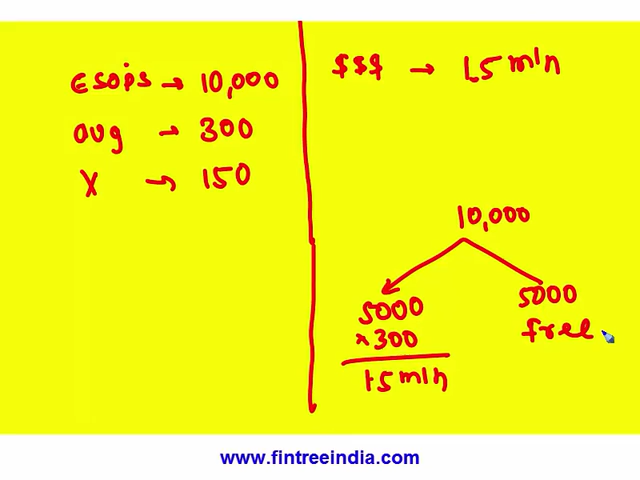 ESOPS → 10,000
avg → 300
X → 150
$$$ → 1.5 mln
10,000
5000
× 300
1.5 mln
5000
free
www.fintreeindia.com